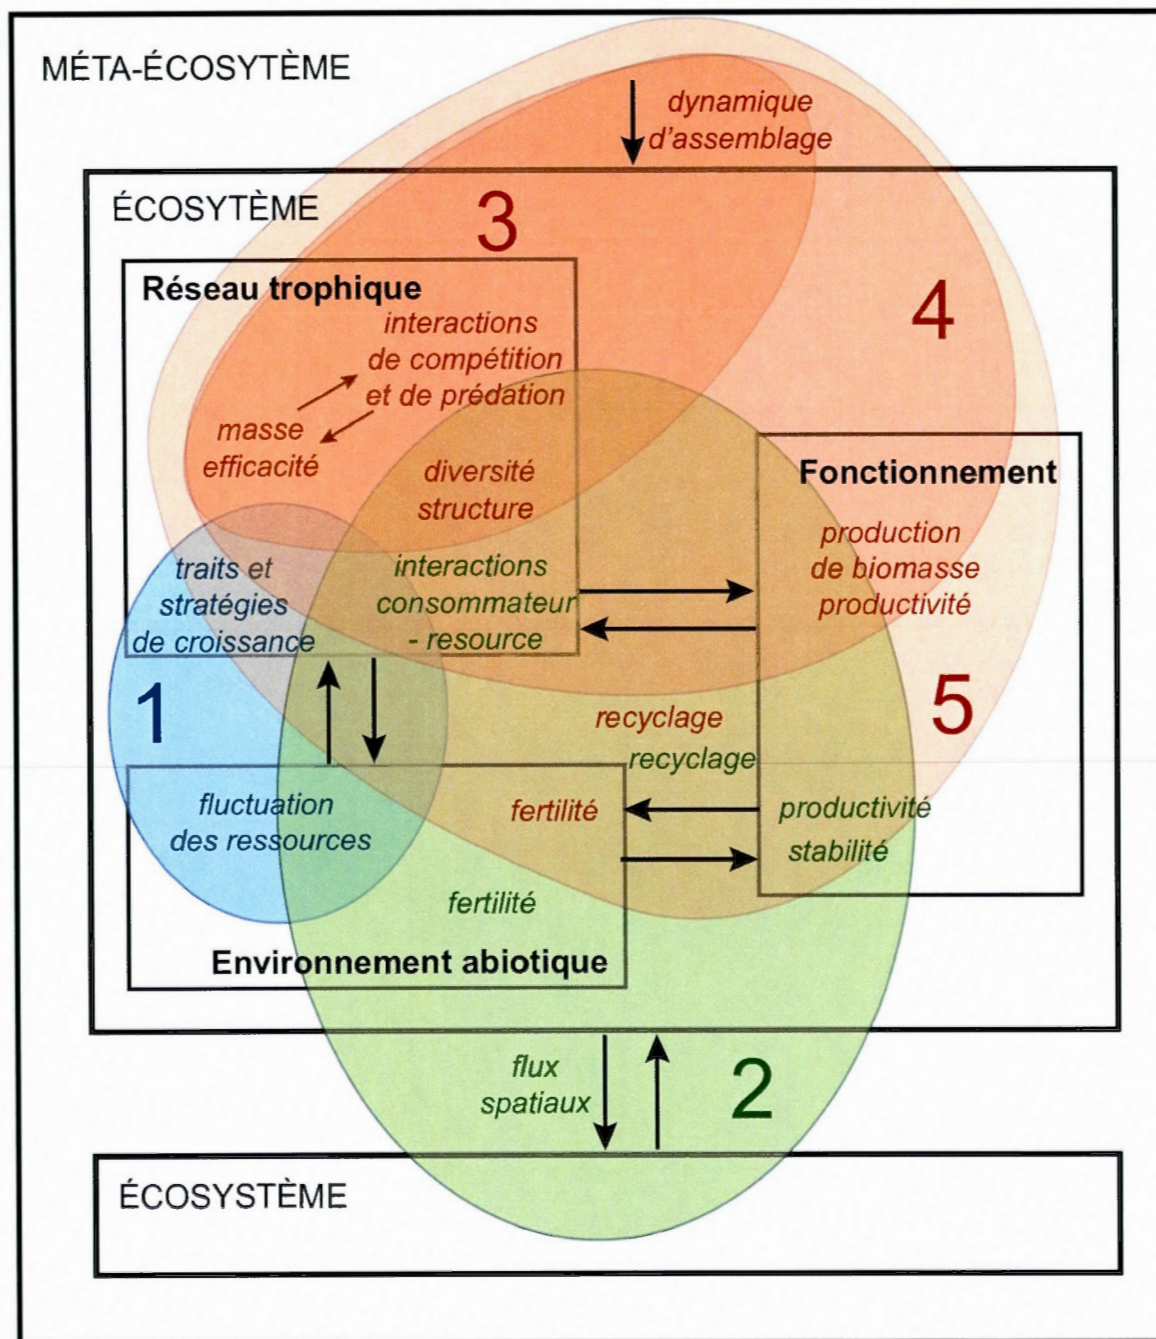 MÉTA-ÉCOSYTÈME
dynamique
d'assemblage
ÉCOSYTÈME
3
4
Réseau trophique
interactions
de compétition
et de prédation
masse
efficacité
diversité
structure
Fonctionnement
production
de biomasse
productivité
traits et
stratégies
de croissance
interactions
consommateur
- resource
1
5
recyclage
recyclage
fluctuation
des ressources
fertilité
productivité
stabilité
fertilité
Environnement abiotique
flux
spatiaux
2
ÉCOSYSTÈME